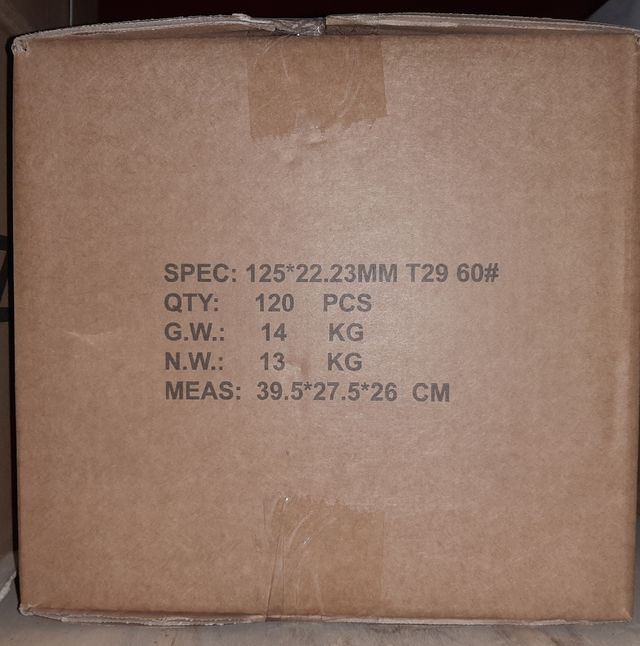 SPEC: 125*22.23MM T29 60#
QTY: 120 PCS
G.W.: 14 KG
N.W.: 13 KG
MEAS: 39.5*27.5*26 CM